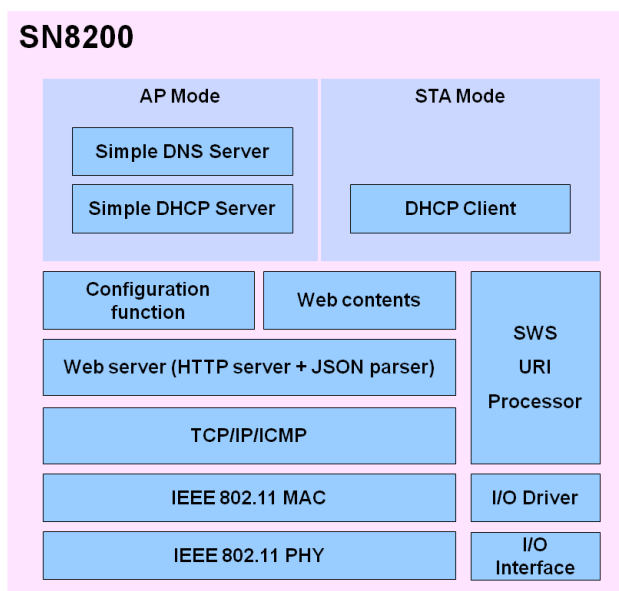 SN8200
AP Mode
STA Mode
Simple DNS Server
Simple DHCP Server
DHCP Client
Configuration
function
Web contents
SWS
URI
Processor
Web server (HTTP server + JSON parser)
TCP/IP/ICMP
IEEE 802.11 MAC
I/O Driver
IEEE 802.11 PHY
I/O
Interface